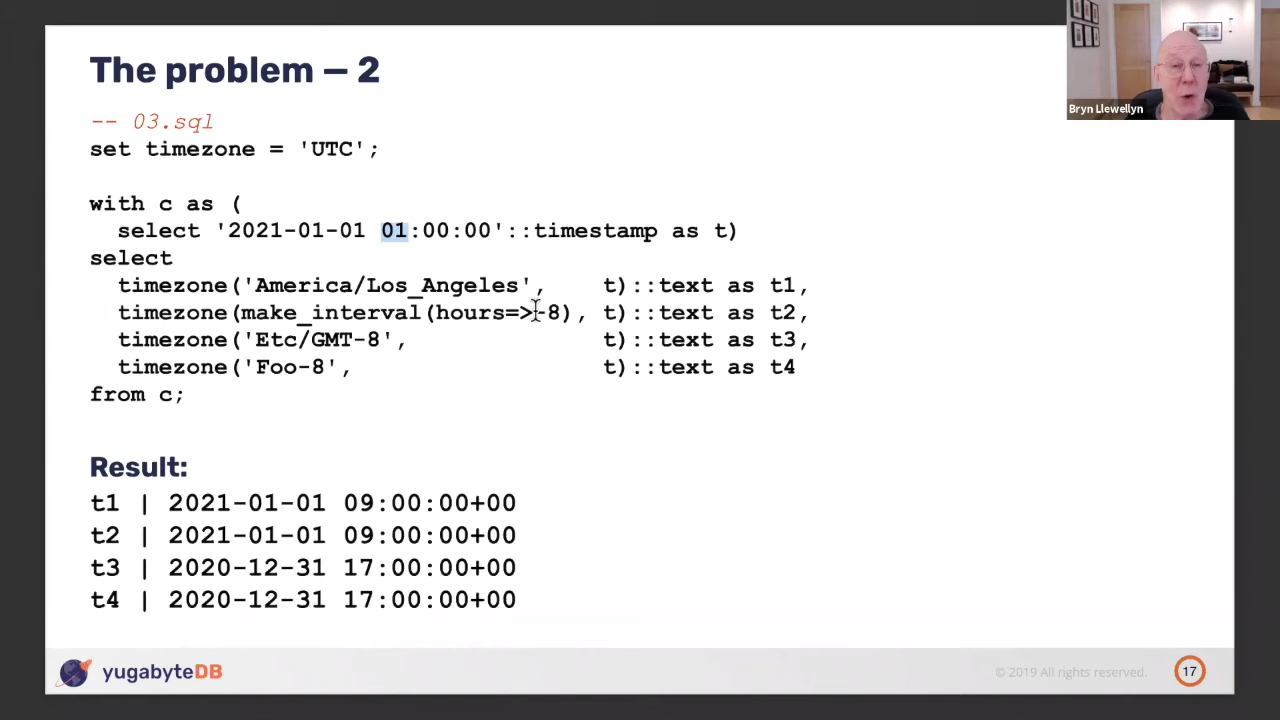 The problem — 2
-- 03.sql
set timezone = 'UTC';
with c as (
select '2021-01-01 01:00:00'::timestamp as t)
select
timezone('America/Los_Angeles', t)::text as t1,
timezone(make_interval(hours=>-8), t)::text as t2,
timezone('Etc/GMT-8', t)::text as t3,
timezone('Foo-8', t)::text as t4
from c;
Result:
t1 | 2021-01-01 09:00:00+00
t2 | 2021-01-01 09:00:00+00
t3 | 2020-12-31 17:00:00+00
t4 | 2020-12-31 17:00:00+00
yugabyteDB
© 2019 All rights reserved.
17
Bryn Llewellyn